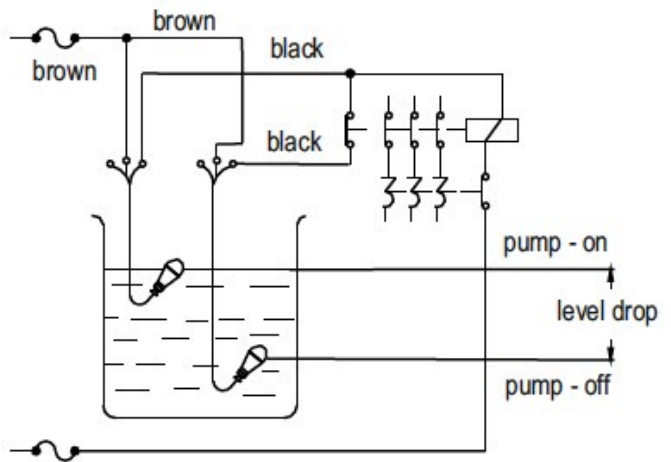 brown
brown
black
black
pump - on
level drop
pump - off